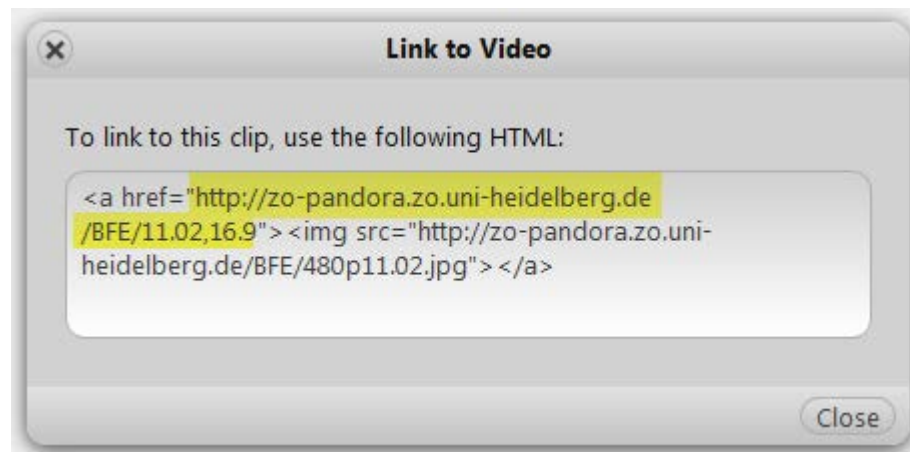 Link to Video
To link to this clip, use the following HTML:
<a href="http://zo-pandora.zo.uni-heidelberg.de
/BFE/11.02,16.9"><img src="http://zo-pandora.zo.uni-
heidelberg.de/BFE/480p11.02.jpg"></a>
Close